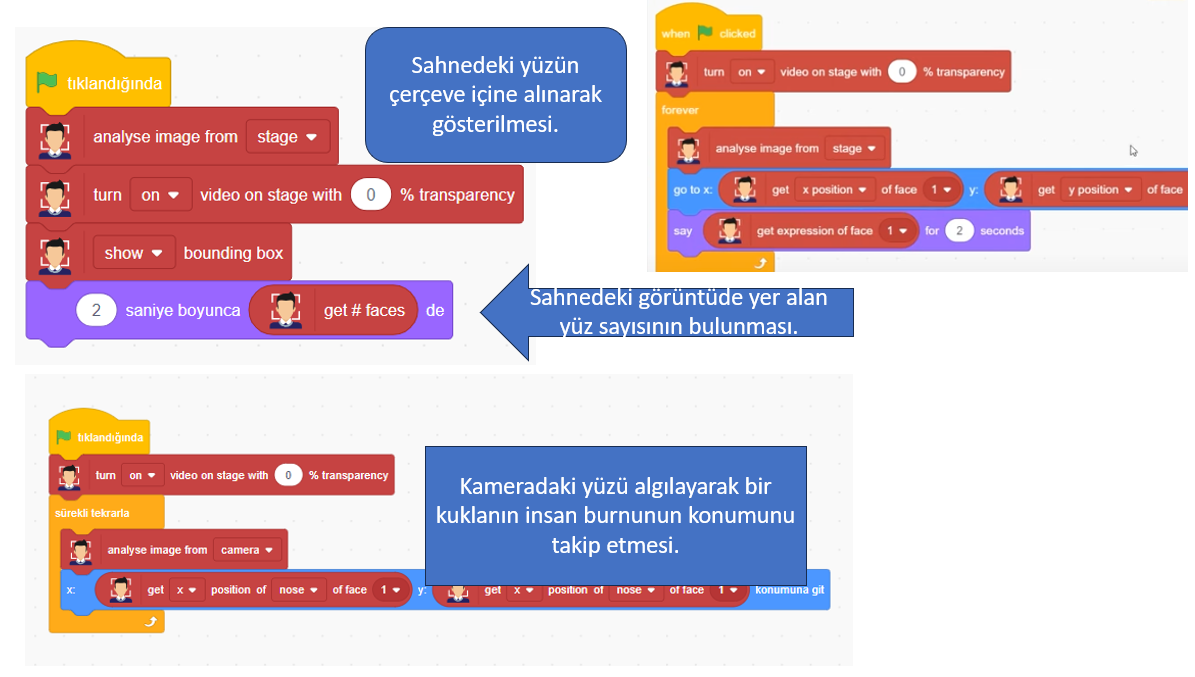 tıklandığında
analyse image from stage
turn on video on stage with 0 % transparency
show bounding box
2 saniye boyunca get # faces de
Sahnedeki yüzün
çerçeve içine alınarak
gösterilmesi.
when clicked
turn on video on stage with 0 % transparency
forever
analyse image from stage
go to x: get x position of face 1 y: get y position of face
say get expression of face 1 for 2 seconds
Sahnedeki görüntüde yer alan
yüz sayısının bulunması.
tıklandığında
turn on video on stage with 0 % transparency
sürekli tekrarla
analyse image from camera
x: get x position of nose of face 1 y: get x position of nose of face 1 konumuna git
Kameradaki yüzü algılayarak bir
kuklanın insan burnunun konumunu
takip etmesi.